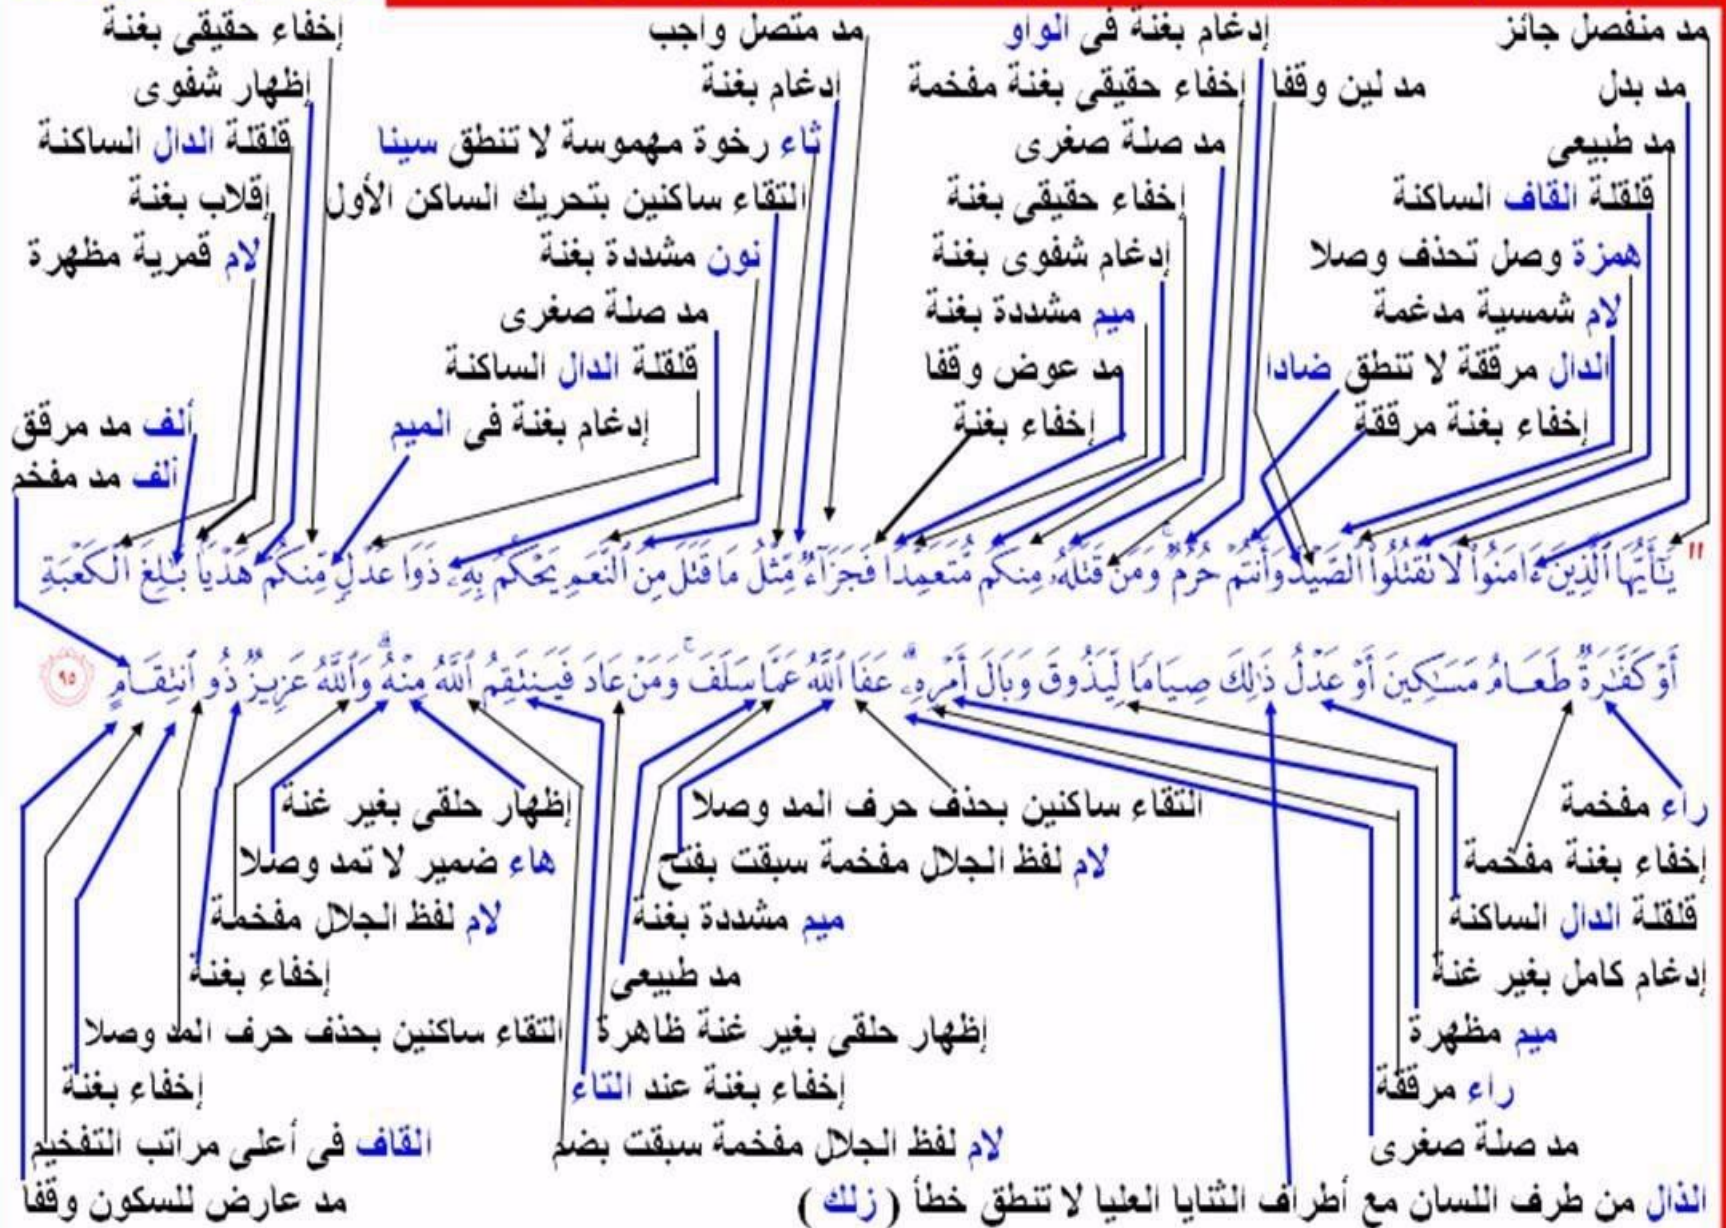 مد منفصل جائز
مد بدل
مد طبيعى
قلقلة القاف الساكنة
همزة وصل تحذف وصلا
لام شمسية مدغمة
الدال مرققة لا تنطق ضادا
إخفاء بغنة مرققة
إدغام بغنة فى الواو
مد لين وقفا
إخفاء حقيقى بغنة مفخمة
مد صلة صغرى
إخفاء حقيقى بغنة
إدغام شفوى بغنة
ميم مشددة بغنة
مد عوض وقفا
إخفاء بغنة
مد متصل واجب
إدغام بغنة
ثاء رخوة مهموسة لا تنطق سينا
التقاء ساكنين بتحريك الساكن الأول
نون مشددة بغنة
مد صلة صغرى
قلقلة الدال الساكنة
إدغام بغنة فى الميم
إخفاء حقيقى بغنة
إظهار شفوى
قلقلة الدال الساكنة
إقلاب بغنة
لام قمرية مظهرة
ألف مد مرقق
ألف مد مفخم
" يَٰٓأَيُّهَا ٱلَّذِينَ ءَامَنُوا۟ لَا تَقْتُلُوا۟ ٱلصَّيْدَ وَأَنتُمْ حُرُمٌ ۚ وَمَن قَتَلَهُۥ مِنكُم مُّتَعَمِّدًا فَجَزَآءٌ مِّثْلُ مَا قَتَلَ مِنَ ٱلنَّعَمِ يَحْكُمُ بِهِۦ ذَوَا عَدْلٍ مِّنكُمْ هَدْيًۢا بَٰلِغَ ٱلْكَعْبَةِ
أَوْ كَفَّٰرَةٌ طَعَامُ مَسَٰكِينَ أَوْ عَدْلُ ذَٰلِكَ صِيَامًا لِّيَذُوقَ وَبَالَ أَمْرِهِۦ ۗ عَفَا ٱللَّهُ عَمَّا سَلَفَ ۚ وَمَنْ عَادَ فَيَنتَقِمُ ٱللَّهُ مِنْهُ ۗ وَٱللَّهُ عَزِيزٌ ذُو ٱنتِقَامٍ ٩٥
راء مفخمة
إخفاء بغنة مفخمة
قلقلة الدال الساكنة
إدغام كامل بغير غنة
ميم مظهرة
راء مرققة
مد صلة صغرى
الذال من طرف اللسان مع أطراف الثنايا العليا لا تنطق خطأ ( زلك )
التقاء ساكنين بحذف حرف المد وصلا
لام لفظ الجلال مفخمة سبقت بفتح
ميم مشددة بغنة
مد طبيعى
إظهار حلقى بغير غنة ظاهرة
إخفاء بغنة عند التاء
لام لفظ الجلال مفخمة سبقت بضم
إظهار حلقى بغير غنة
هاء ضمير لا تمد وصلا
لام لفظ الجلال مفخمة
إخفاء بغنة
التقاء ساكنين بحذف حرف المد وصلا
إخفاء بغنة
القاف فى أعلى مراتب التفخيم
مد عارض للسكون وقفا